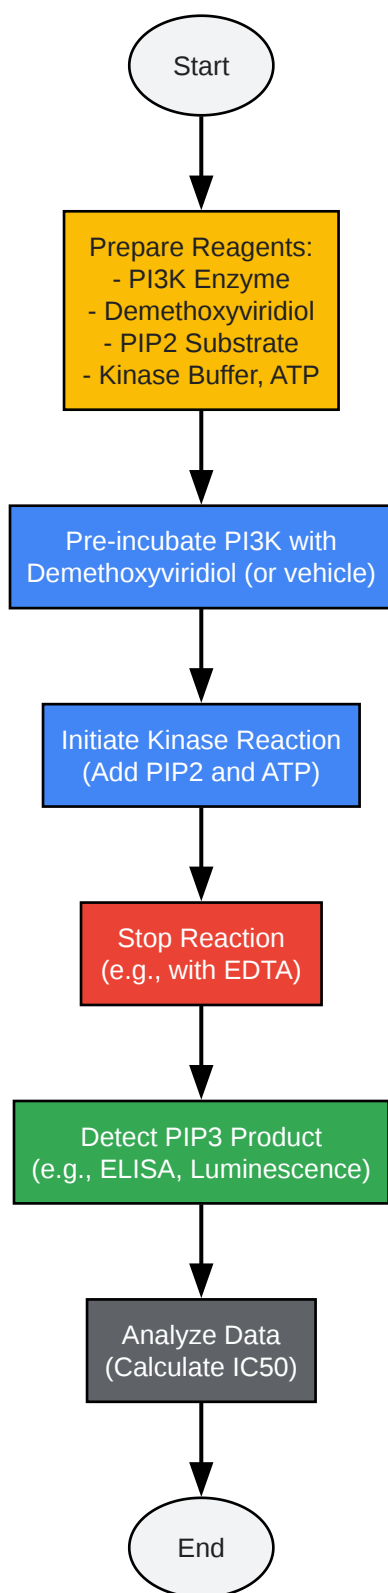 Start
Prepare Reagents:
- PI3K Enzyme
- Demethoxyviridiol
- PIP2 Substrate
- Kinase Buffer, ATP
Pre-incubate PI3K with
Demethoxyviridiol (or vehicle)
Initiate Kinase Reaction
(Add PIP2 and ATP)
Stop Reaction
(e.g., with EDTA)
Detect PIP3 Product
(e.g., ELISA, Luminescence)
Analyze Data
(Calculate IC50)
End